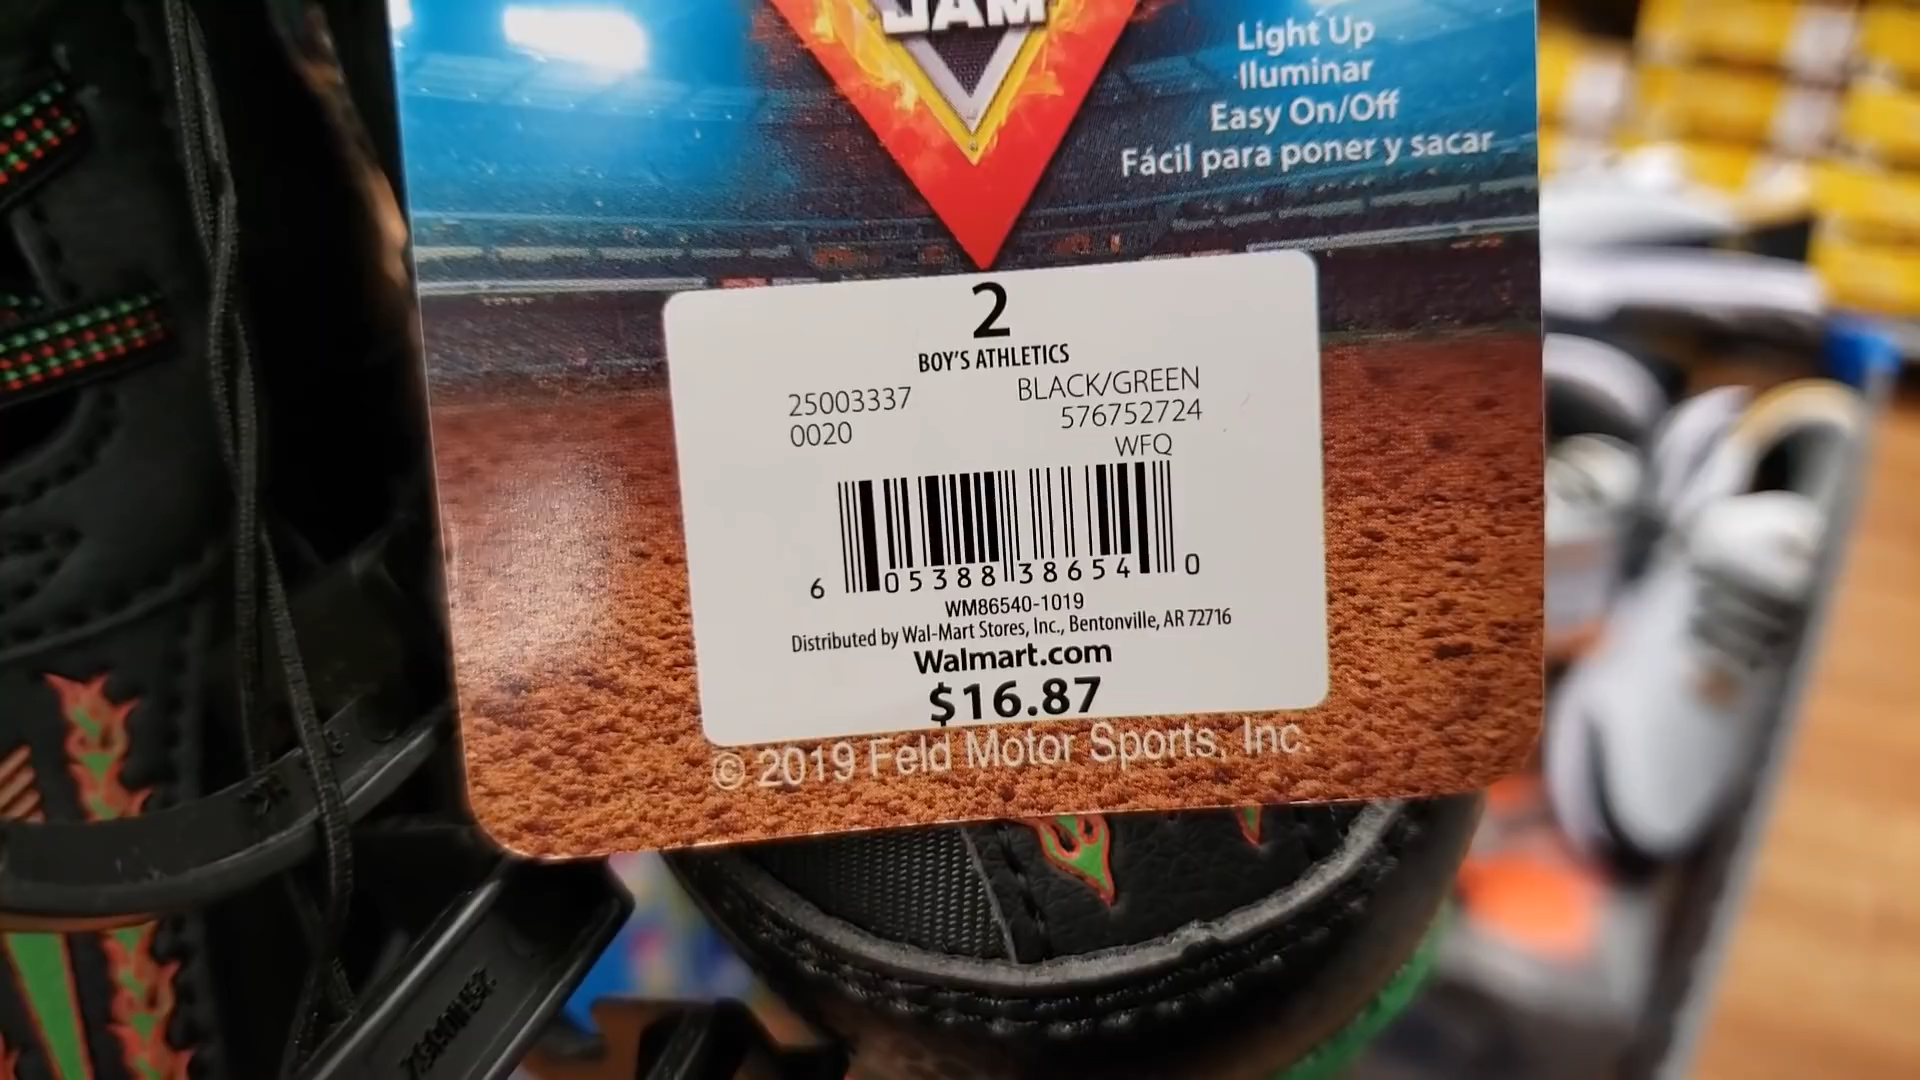 JAM
Light Up
Iluminar
Easy On/Off
Fácil para poner y sacar
2
BOY'S ATHLETICS
25003337
BLACK/GREEN
0020
576752724
WFQ
6 05388 38654 0
WM86540-1019
Distributed by Wal-Mart Stores, Inc., Bentonville, AR 72716
Walmart.com
$16.87
© 2019 Feld Motor Sports, Inc.